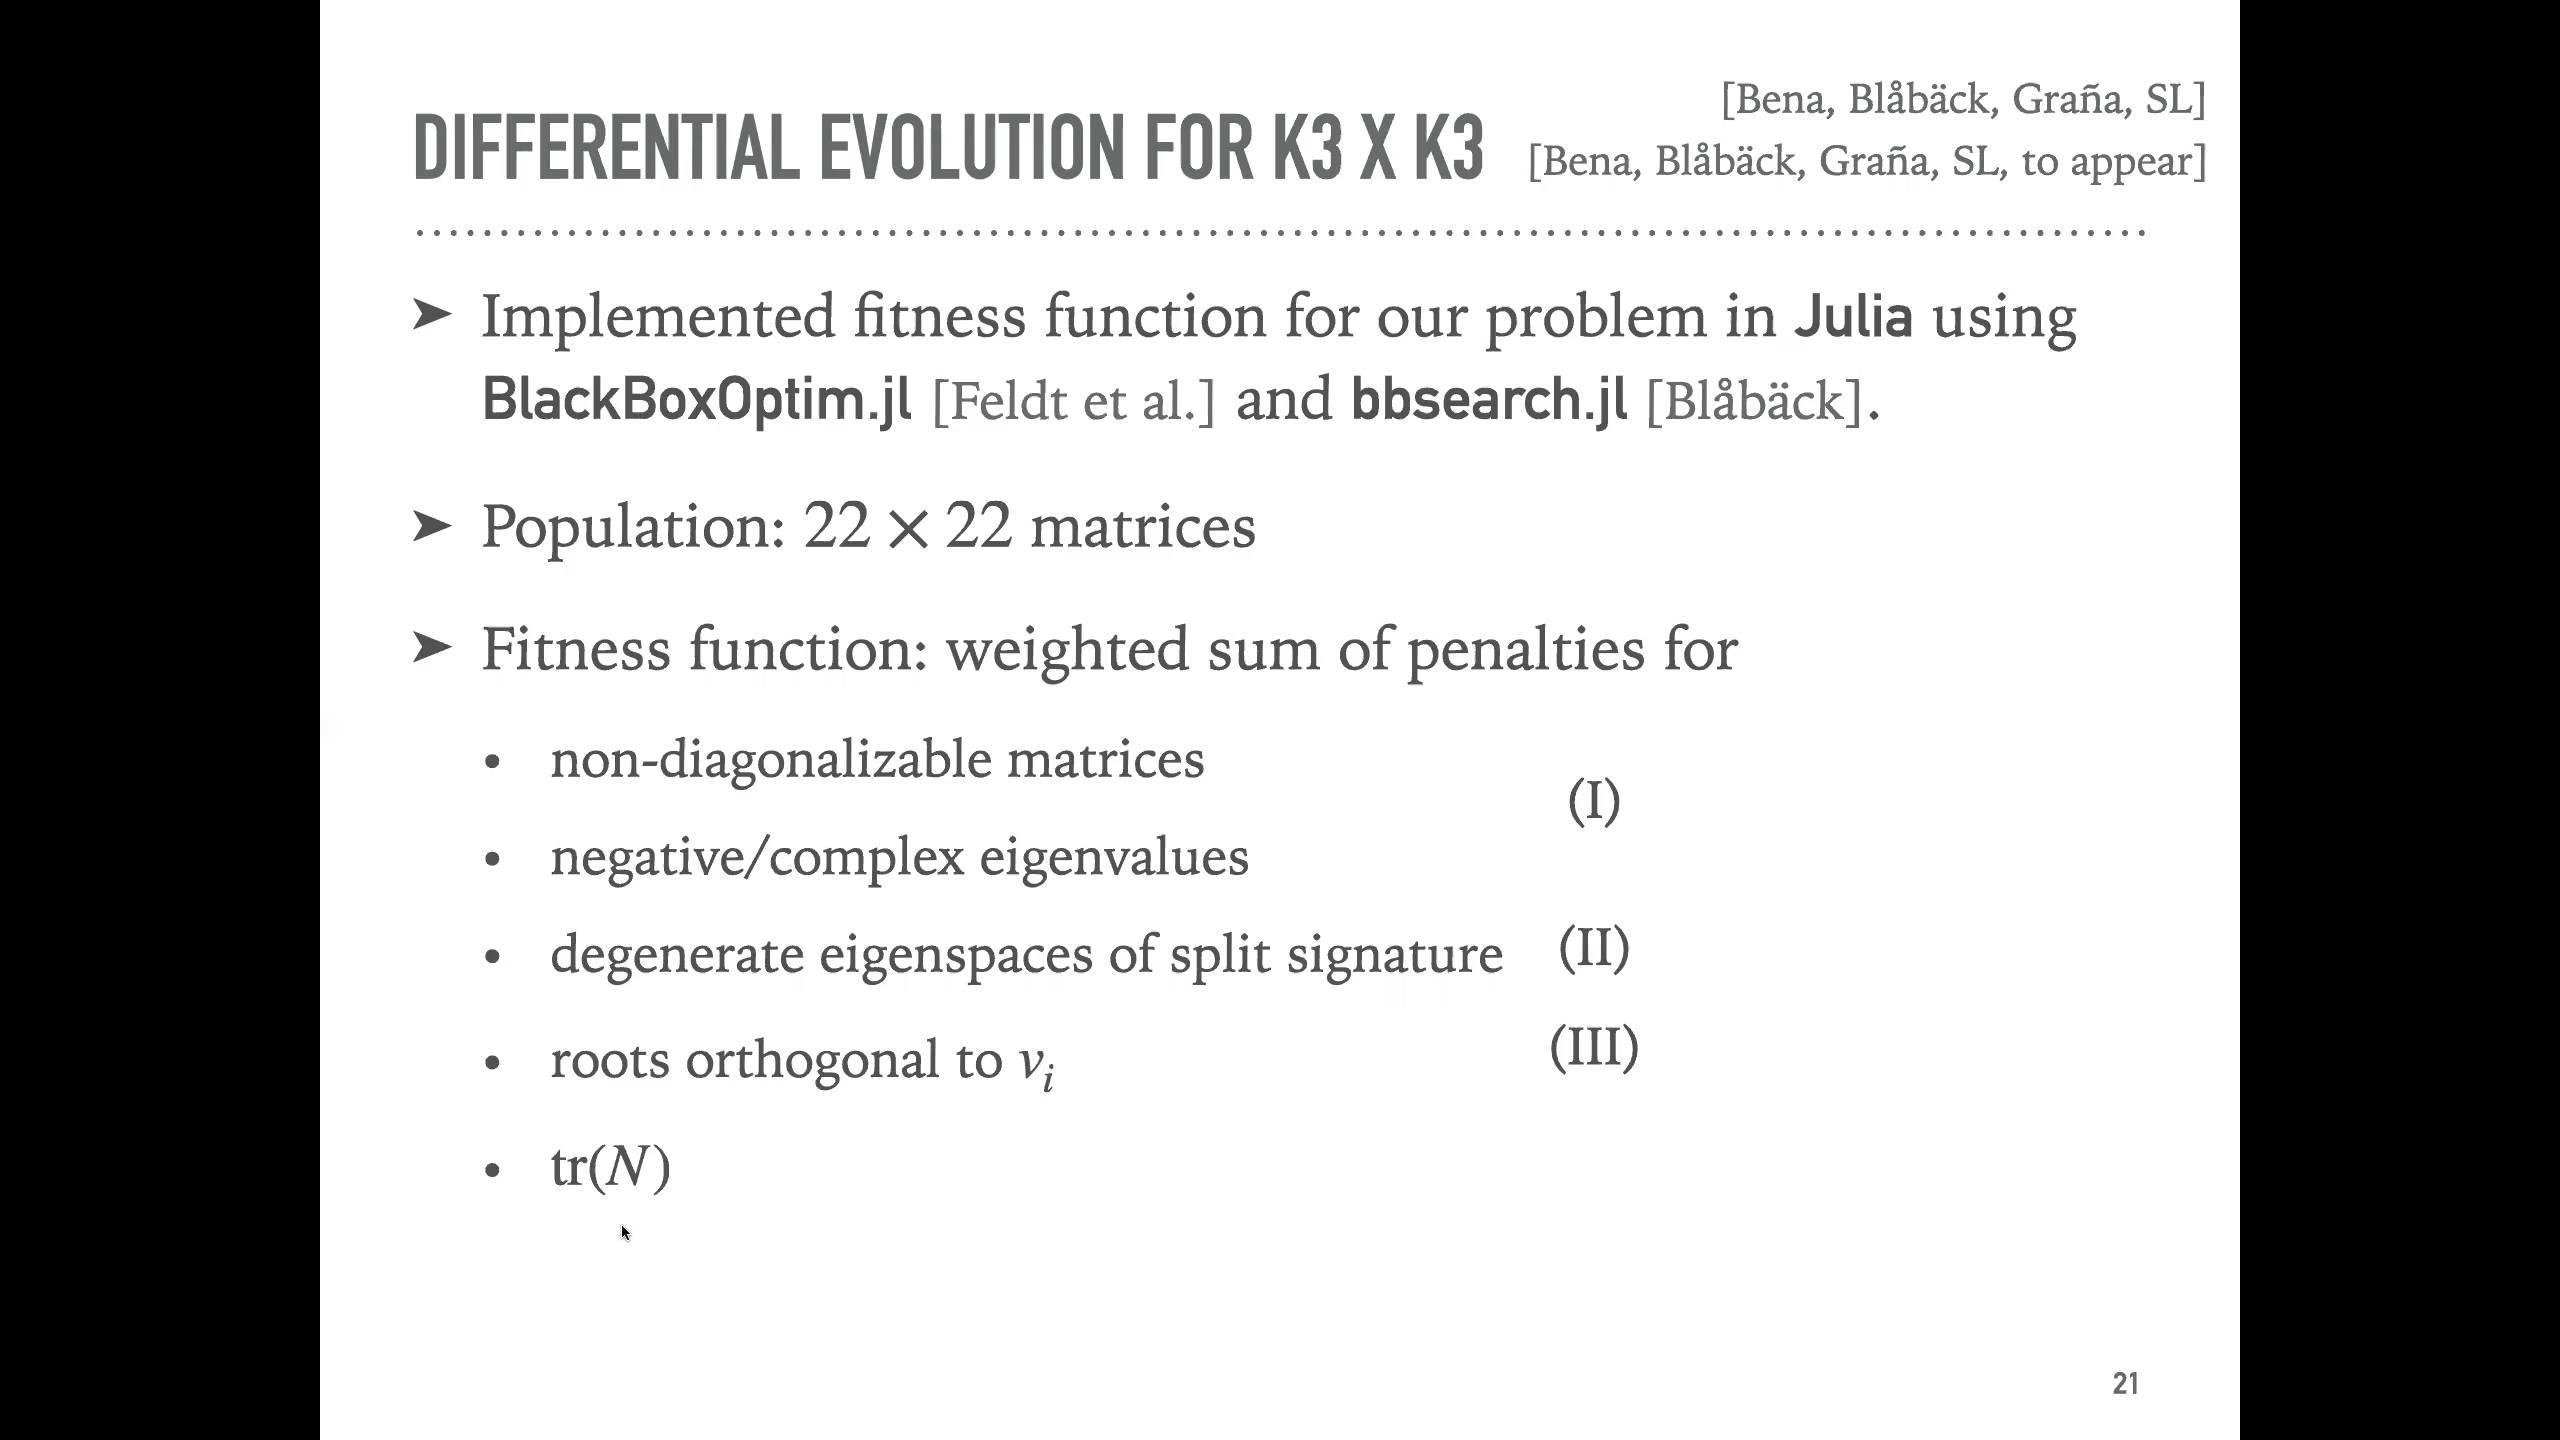 [Bena, Blåbäck, Graña, SL]
DIFFERENTIAL EVOLUTION FOR K3 X K3
[Bena, Blåbäck, Graña, SL, to appear]
➤ Implemented fitness function for our problem in Julia using
BlackBoxOptim.jl [Feldt et al.] and bbsearch.jl [Blåbäck].
➤ Population: 22 × 22 matrices
➤ Fitness function: weighted sum of penalties for
• non-diagonalizable matrices
(I)
• negative/complex eigenvalues
• degenerate eigenspaces of split signature (II)
• roots orthogonal to vᵢ (III)
• tr(N)
21